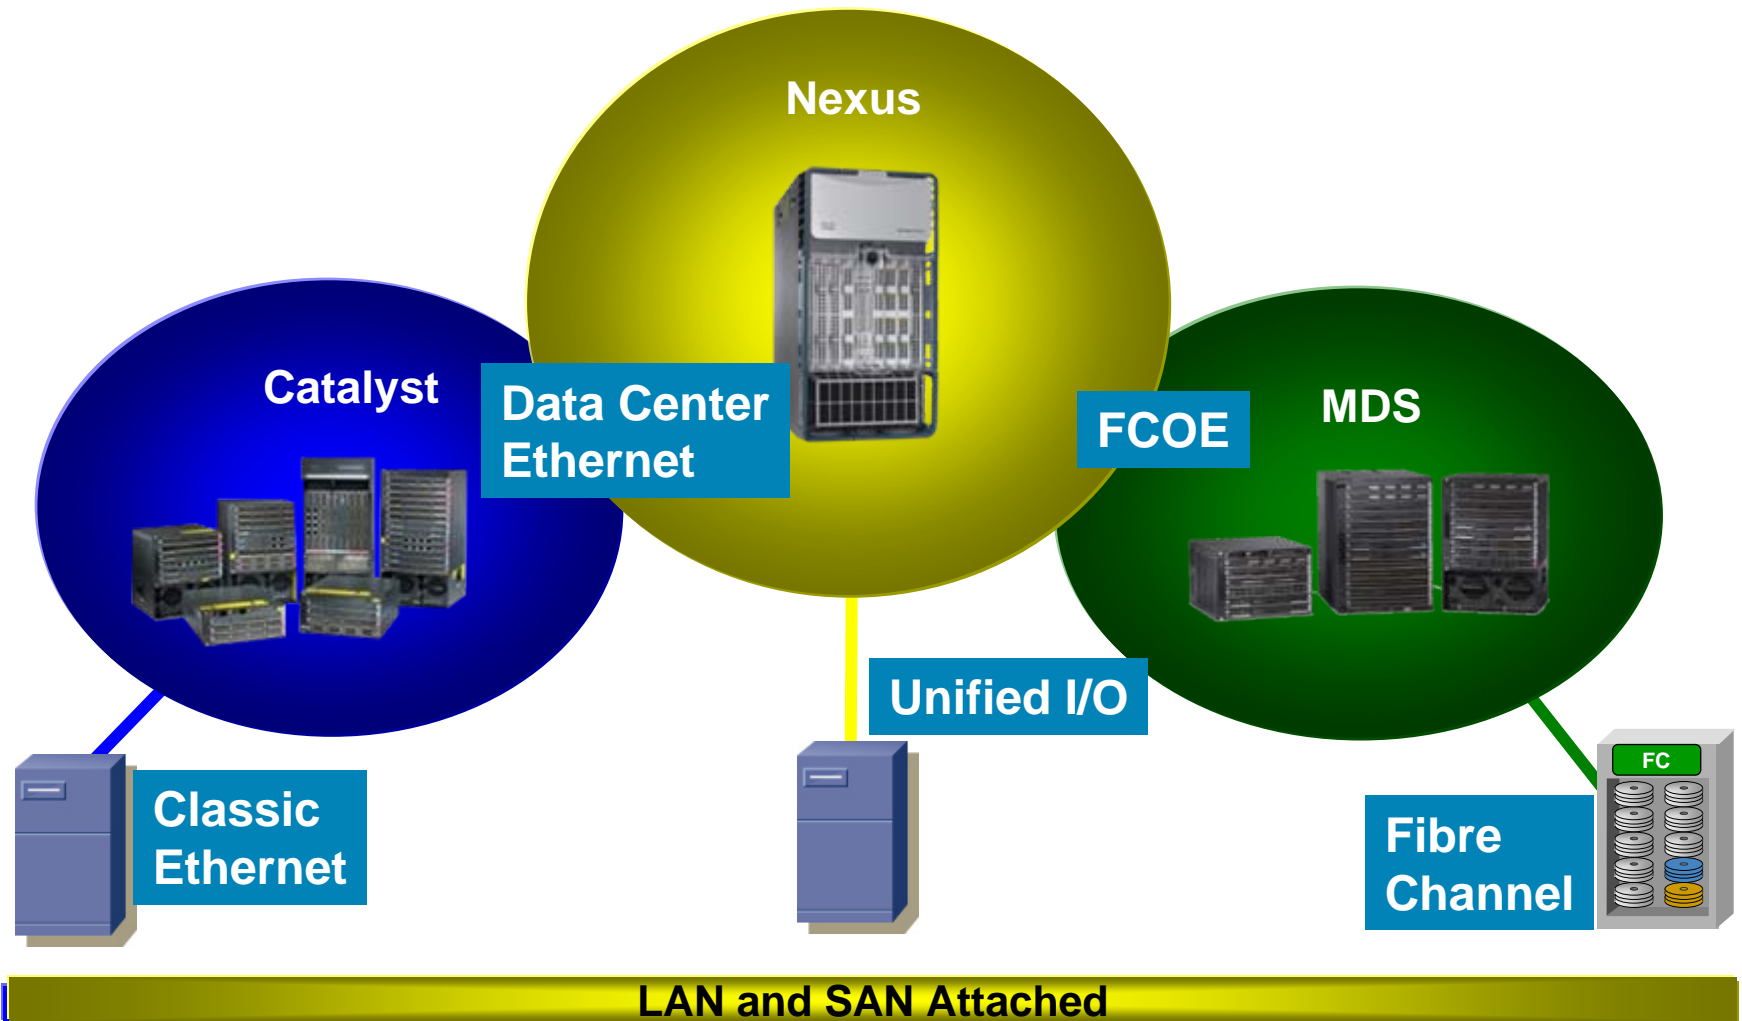 Nexus
Catalyst
Data Center
Ethernet
FCOE
MDS
Unified I/O
Classic
Ethernet
FC
Fibre
Channel
LAN and SAN Attached